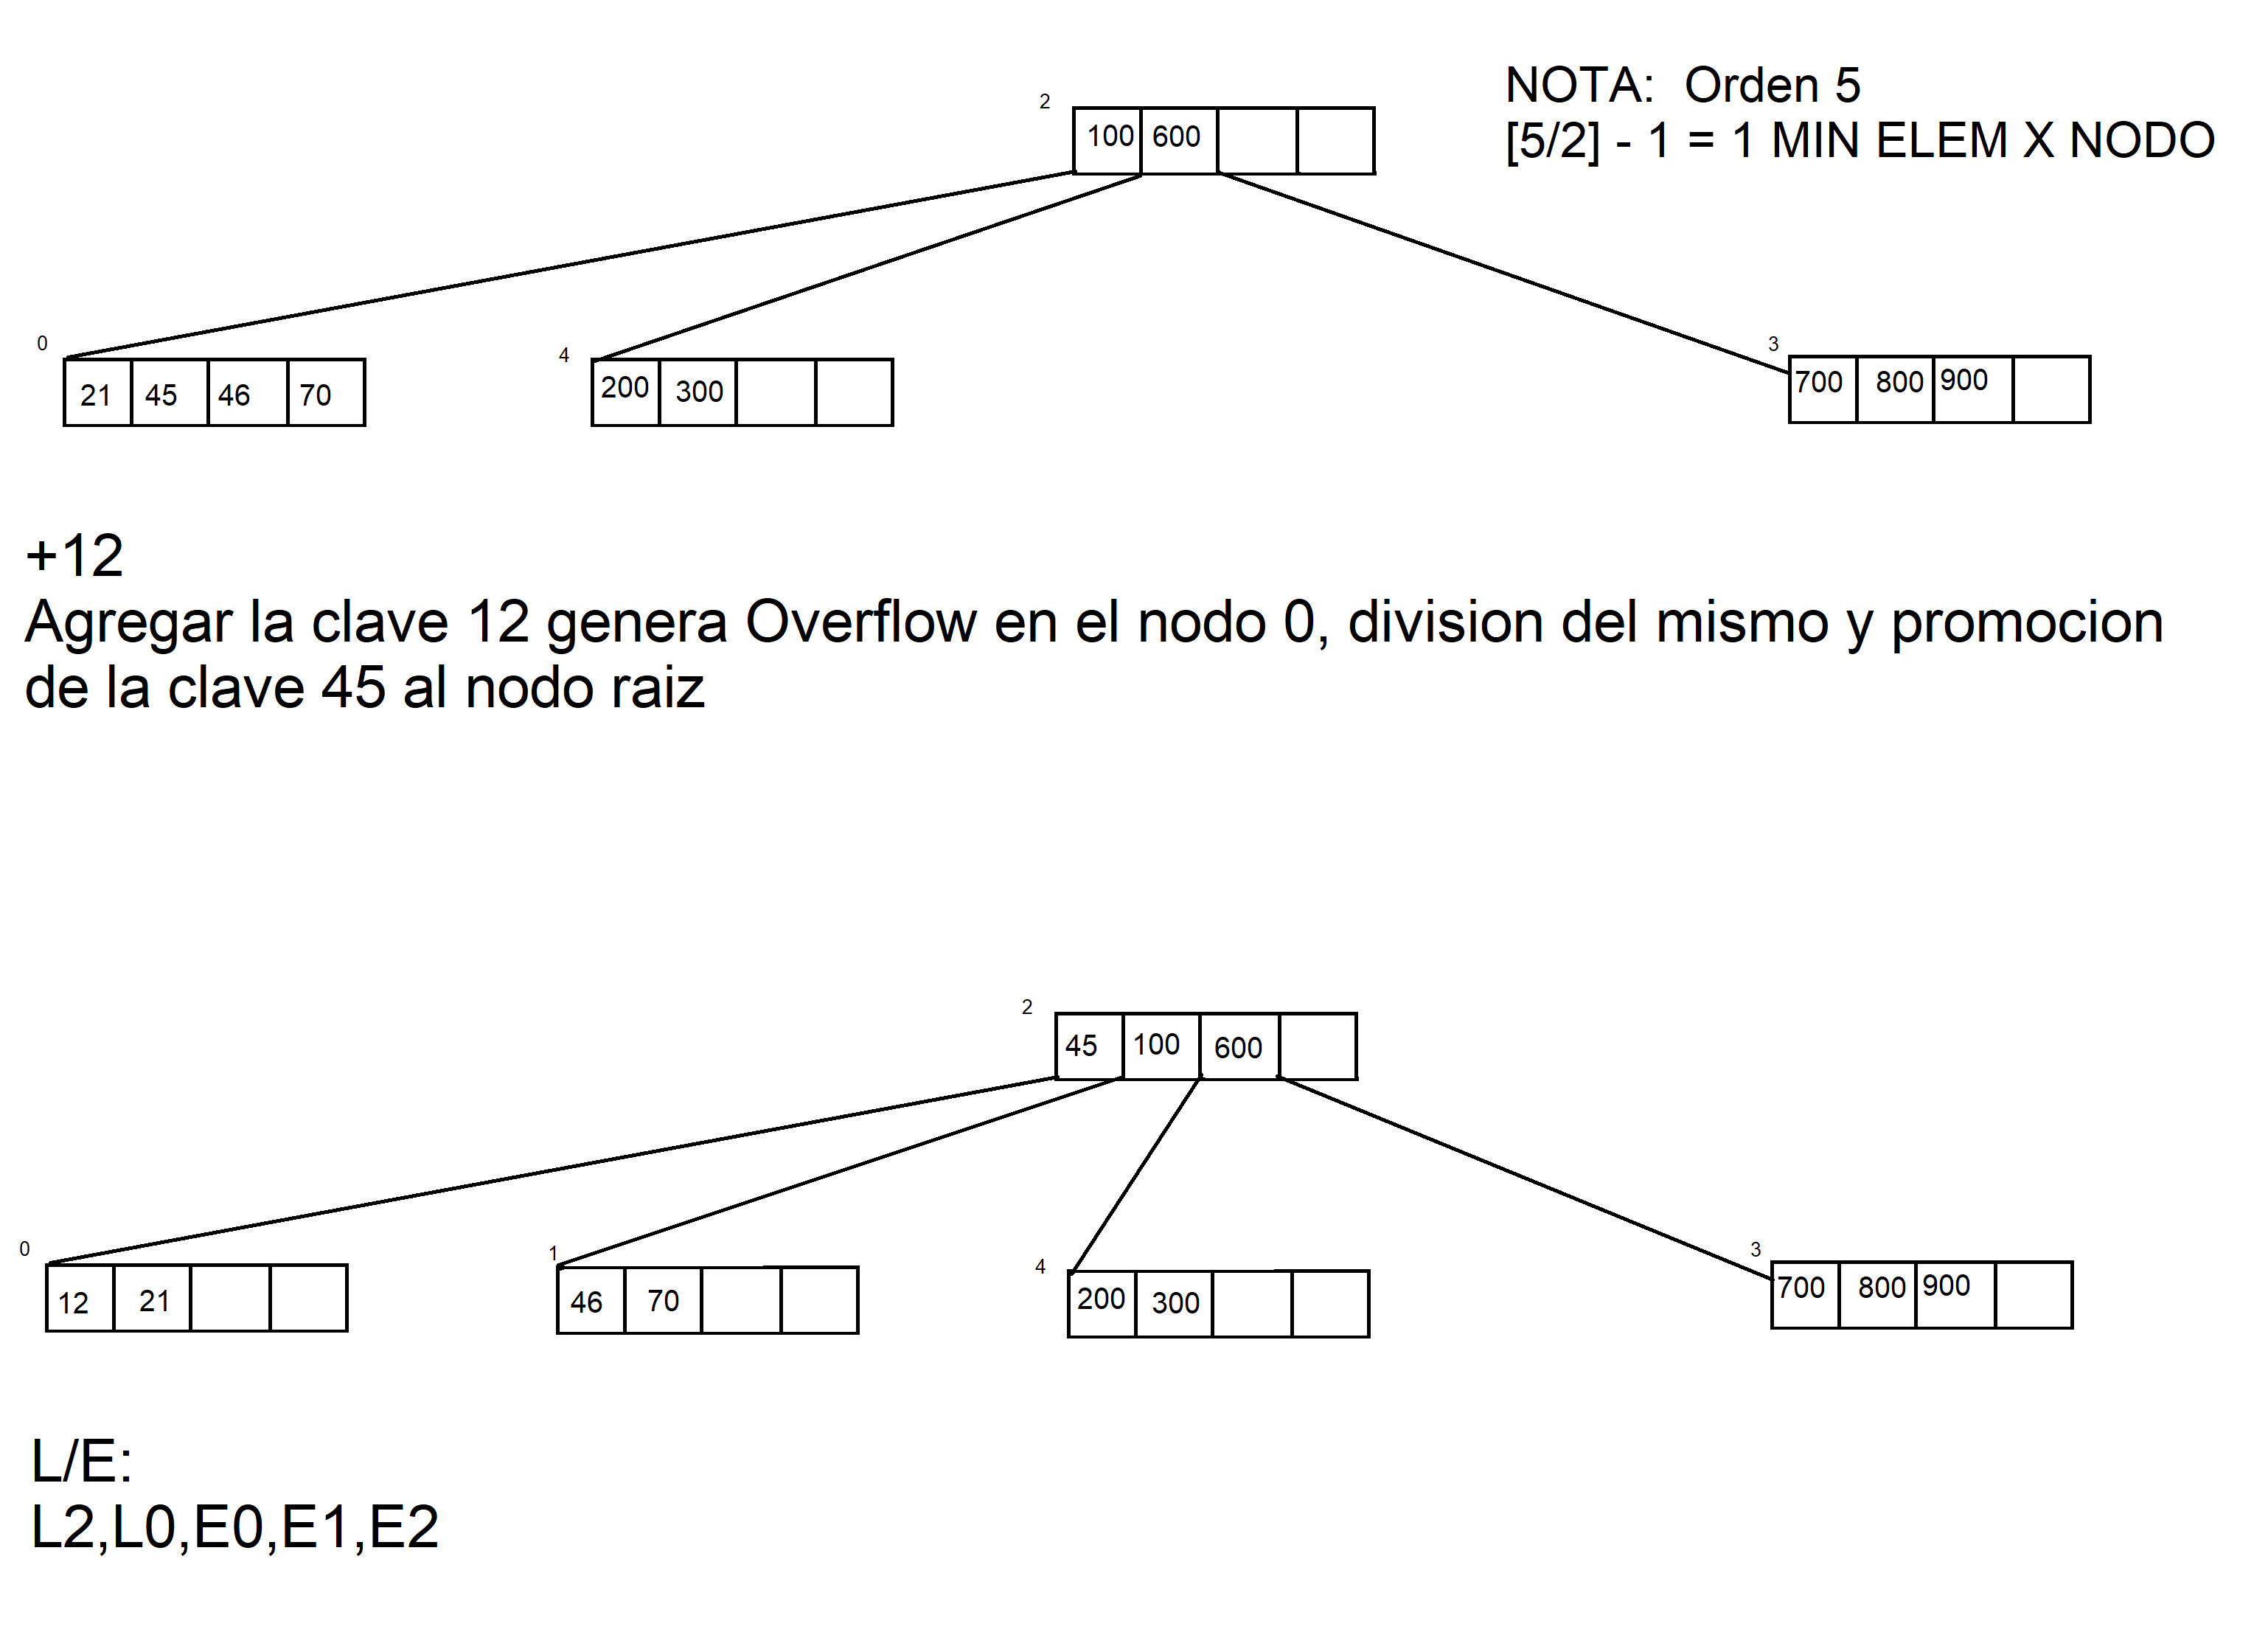 NOTA: Orden 5
[5/2] - 1 = 1 MIN ELEM X NODO
2
100 600
0
21 45 46 70
4
200 300
3
700 800 900
+12
Agregar la clave 12 genera Overflow en el nodo 0, division del mismo y promocion
de la clave 45 al nodo raiz
2
45 100 600
0
12 21
1
46 70
4
200 300
3
700 800 900
L/E:
L2,L0,E0,E1,E2